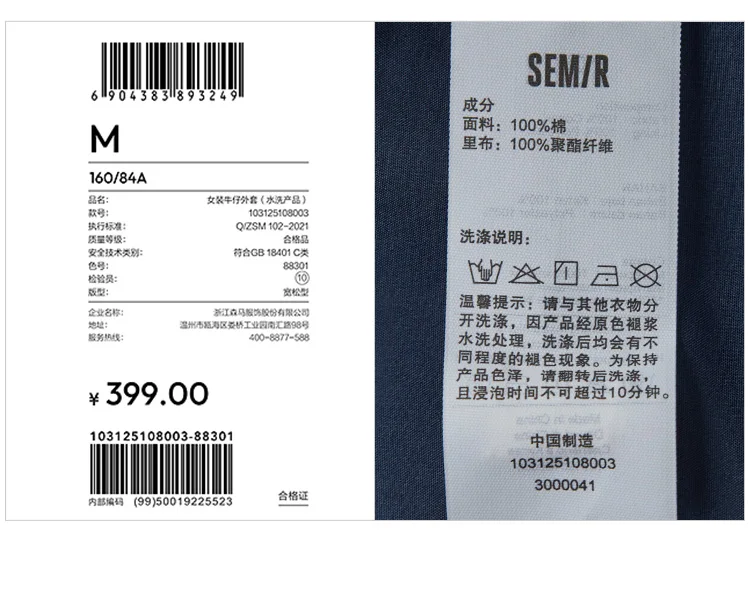 6 904383 893249
M
160/84A
品名: 女装牛仔外套(水洗产品)
款号: 103125108003
执行标准: Q/ZSM 102-2021
质量等级: 合格品
安全技术类别: 符合GB 18401 C类
色号: 88301
检验员: 10
版型: 宽松型
企业名称: 浙江森马服饰股份有限公司
地址: 温州市瓯海区娄桥工业园南汇路98号
服务热线: 400-8877-588
¥ 399.00
103125108003-88301
内部编码 (99)50019225523
合格证
SEM/R
成分
面料: 100%棉
里布: 100%聚酯纤维
洗涤说明:
温馨提示: 请与其他衣物分
开洗涤, 因产品经原色褪浆
水洗处理, 洗涤后均会有不
同程度的褪色现象。为保持
产品色泽, 请翻转后洗涤,
且浸泡时间不可超过10分钟。
中国制造
103125108003
3000041